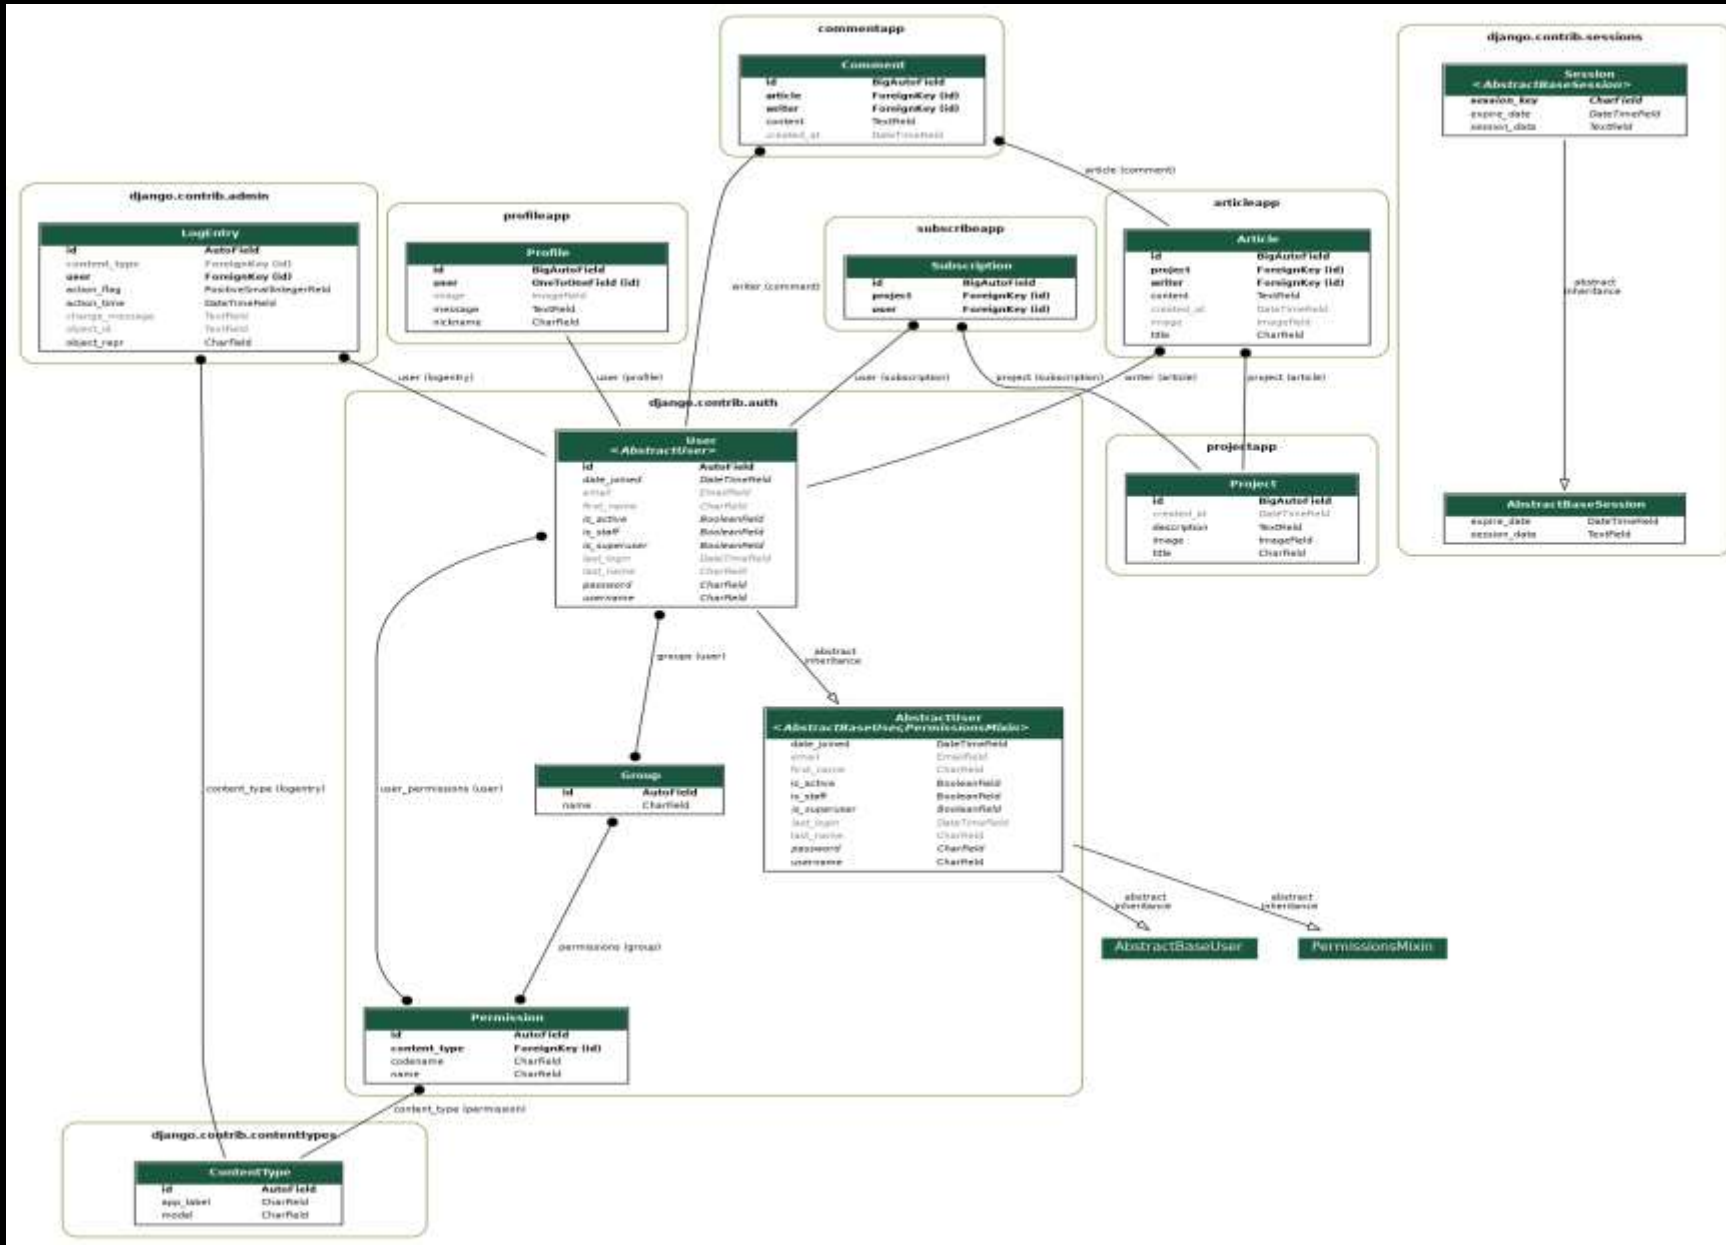 commentapp
Comment
id BigAutoField
article ForeignKey (id)
writer ForeignKey (id)
content TextField
created_at DateTimeField
django.contrib.sessions
Session
<AbstractBaseSession>
session_key CharField
expire_date DateTimeField
session_data TextField
article (comment)
django.contrib.admin
LogEntry
id AutoField
content_type ForeignKey (id)
user ForeignKey (id)
action_flag PositiveSmallIntegerField
action_time DateTimeField
change_message TextField
object_id TextField
object_repr CharField
profileapp
Profile
id BigAutoField
user OneToOneField (id)
image ImageField
message TextField
nickname CharField
writer (comment)
subscribeapp
Subscription
id BigAutoField
project ForeignKey (id)
user ForeignKey (id)
articleapp
Article
id BigAutoField
project ForeignKey (id)
writer ForeignKey (id)
content TextField
created_at DateTimeField
image ImageField
title CharField
abstract
inheritance
user (logentry)
user (profile)
user (subscription)
project (subscription)
writer (article)
project (article)
django.contrib.auth
User
<AbstractUser>
id AutoField
date_joined DateTimeField
email EmailField
first_name CharField
is_active BooleanField
is_staff BooleanField
is_superuser BooleanField
last_login DateTimeField
last_name CharField
password CharField
username CharField
projectapp
Project
id BigAutoField
created_at DateTimeField
description TextField
image ImageField
title CharField
AbstractBaseSession
expire_date DateTimeField
session_data TextField
groups (user)
abstract
inheritance
AbstractUser
<AbstractBaseUser,PermissionsMixin>
date_joined DateTimeField
email EmailField
first_name CharField
is_active BooleanField
is_staff BooleanField
is_superuser BooleanField
last_login DateTimeField
last_name CharField
password CharField
username CharField
content_type (logentry)
user_permissions (user)
Group
id AutoField
name CharField
abstract
inheritance
abstract
inheritance
permissions (group)
AbstractBaseUser
PermissionsMixin
Permission
id AutoField
content_type ForeignKey (id)
codename CharField
name CharField
content_type (permission)
django.contrib.contenttypes
ContentType
id AutoField
app_label CharField
model CharField